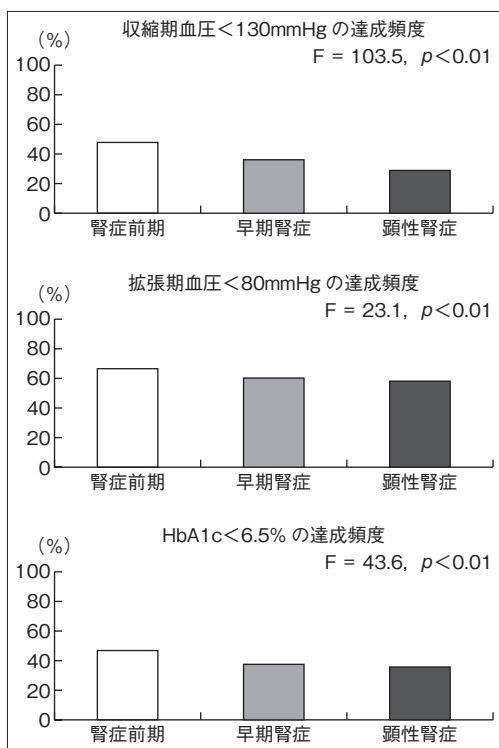 収縮期血圧<130mmHg の達成頻度
(%)
F = 103.5, p<0.01
100
80
60
40
20
0
腎症前期 早期腎症 顕性腎症
拡張期血圧<80mmHg の達成頻度
(%)
F = 23.1, p<0.01
100
80
60
40
20
0
腎症前期 早期腎症 顕性腎症
HbA1c<6.5% の達成頻度
(%)
F = 43.6, p<0.01
100
80
60
40
20
0
腎症前期 早期腎症 顕性腎症